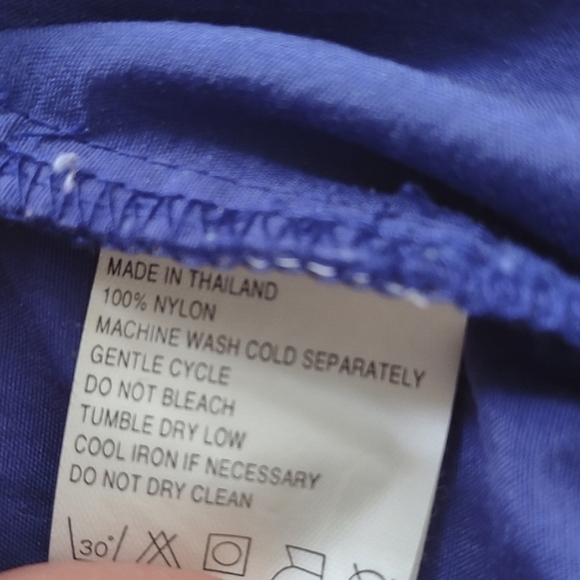 MADE IN THAILAND
100% NYLON
MACHINE WASH COLD SEPARATELY
GENTLE CYCLE
DO NOT BLEACH
TUMBLE DRY LOW
COOL IRON IF NECESSARY
DO NOT DRY CLEAN
30°